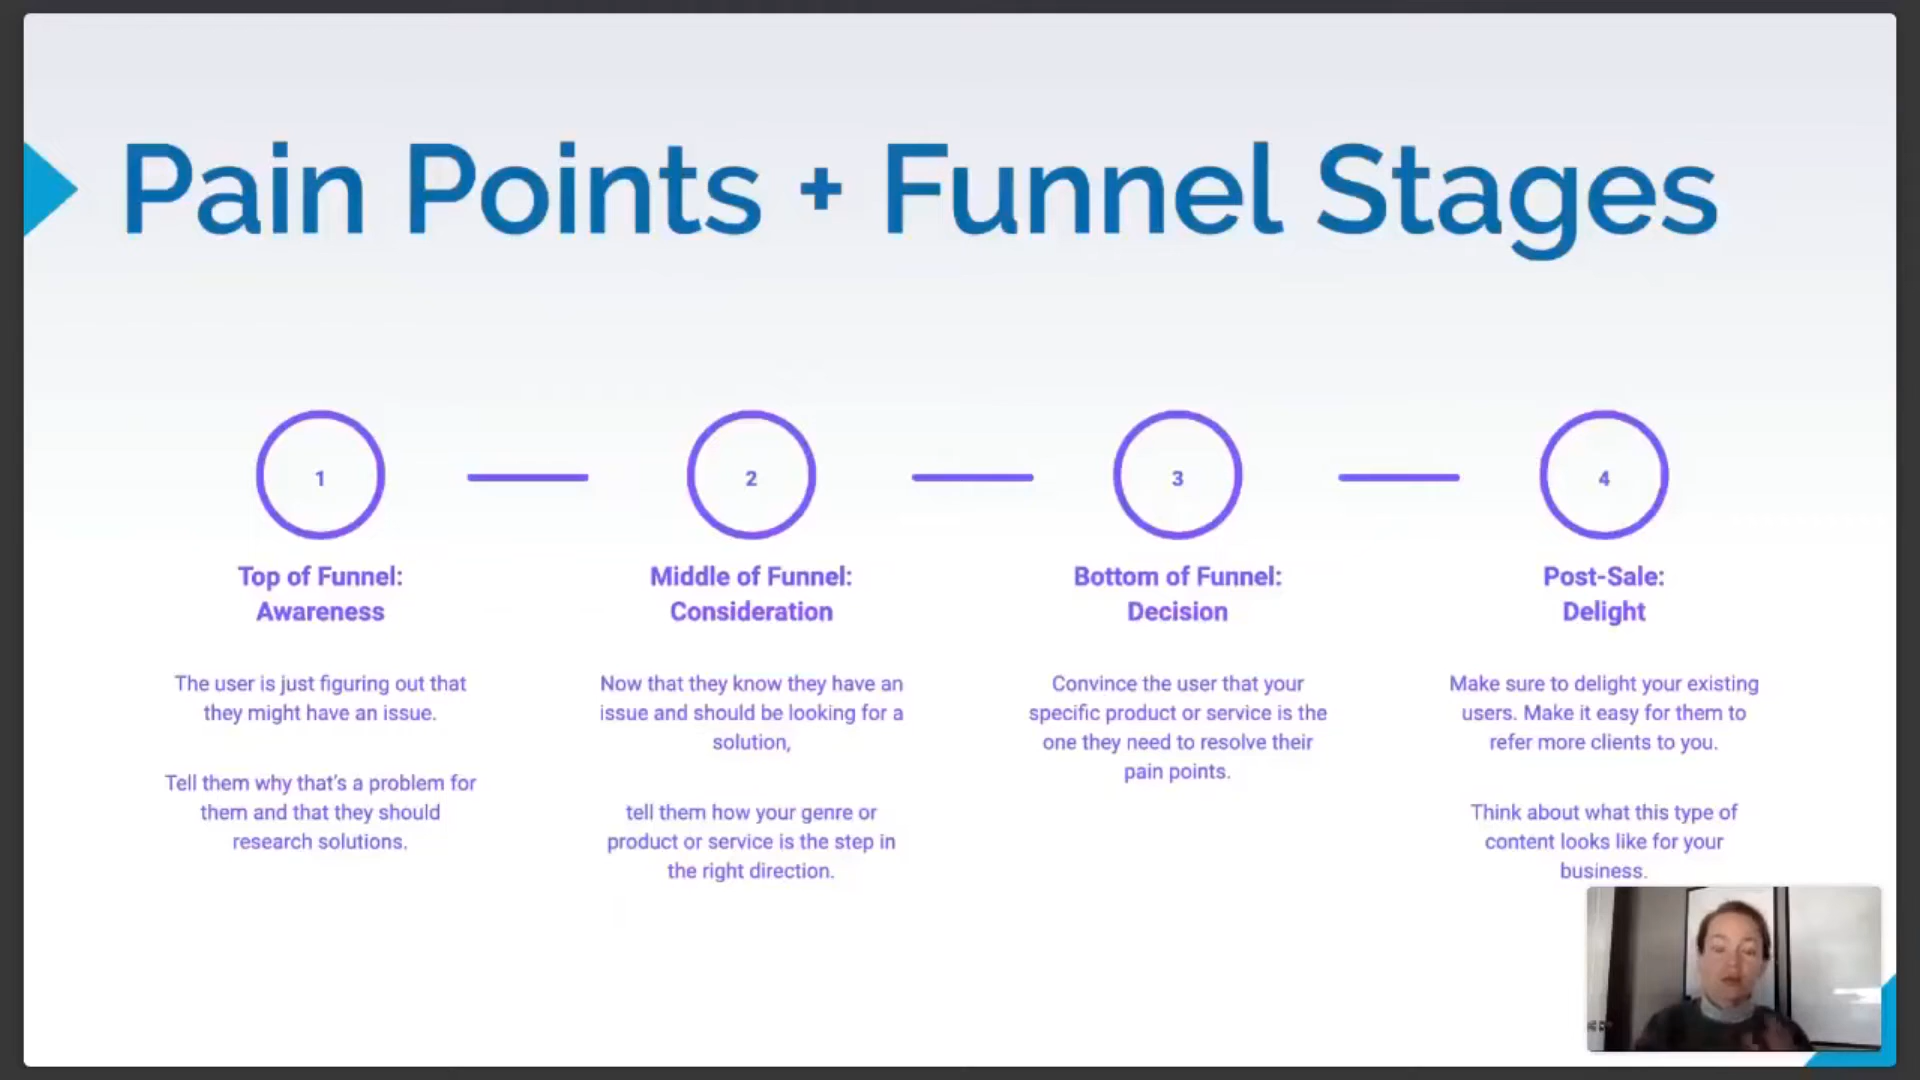 Pain Points + Funnel Stages
1
2
3
4
Top of Funnel:
Awareness
The user is just figuring out that
they might have an issue.
Tell them why that's a problem for
them and that they should
research solutions.
Middle of Funnel:
Consideration
Now that they know they have an
issue and should be looking for a
solution,
tell them how your genre or
product or service is the step in
the right direction.
Bottom of Funnel:
Decision
Convince the user that your
specific product or service is the
one they need to resolve their
pain points.
Post-Sale:
Delight
Make sure to delight your existing
users. Make it easy for them to
refer more clients to you.
Think about what this type of
content looks like for your
business.